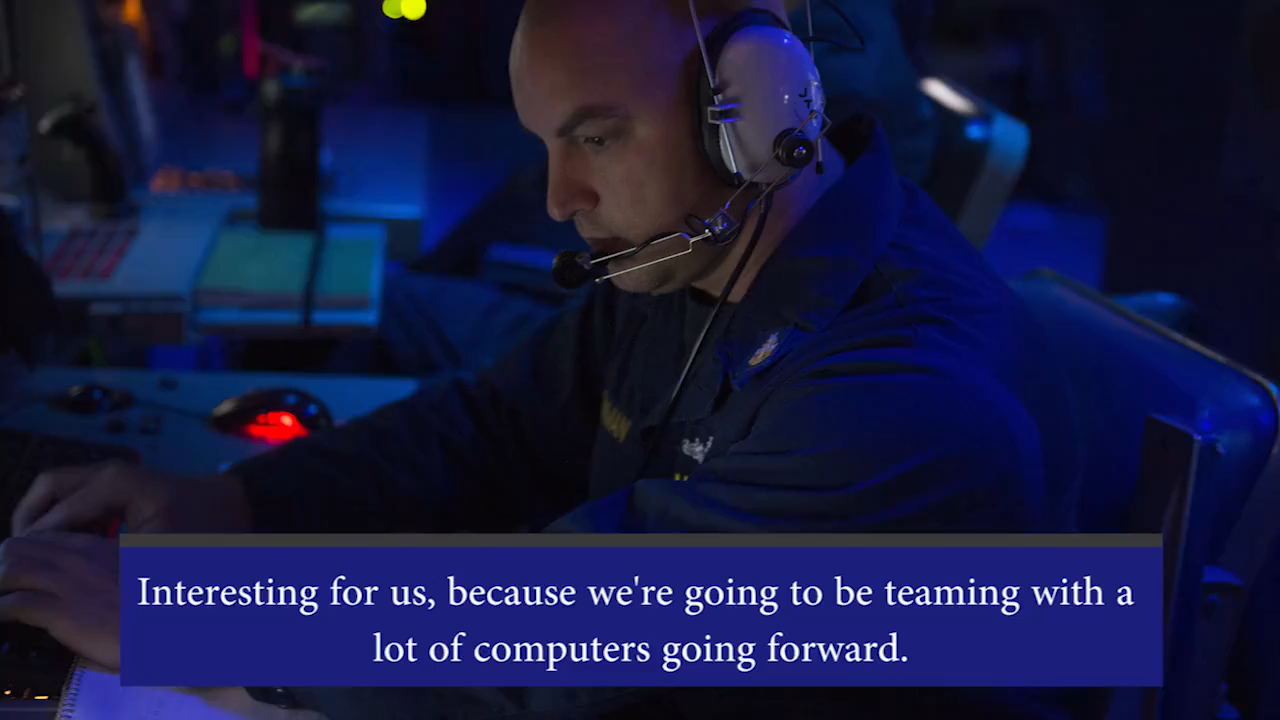 Interesting for us, because we're going to be teaming with a
lot of computers going forward.